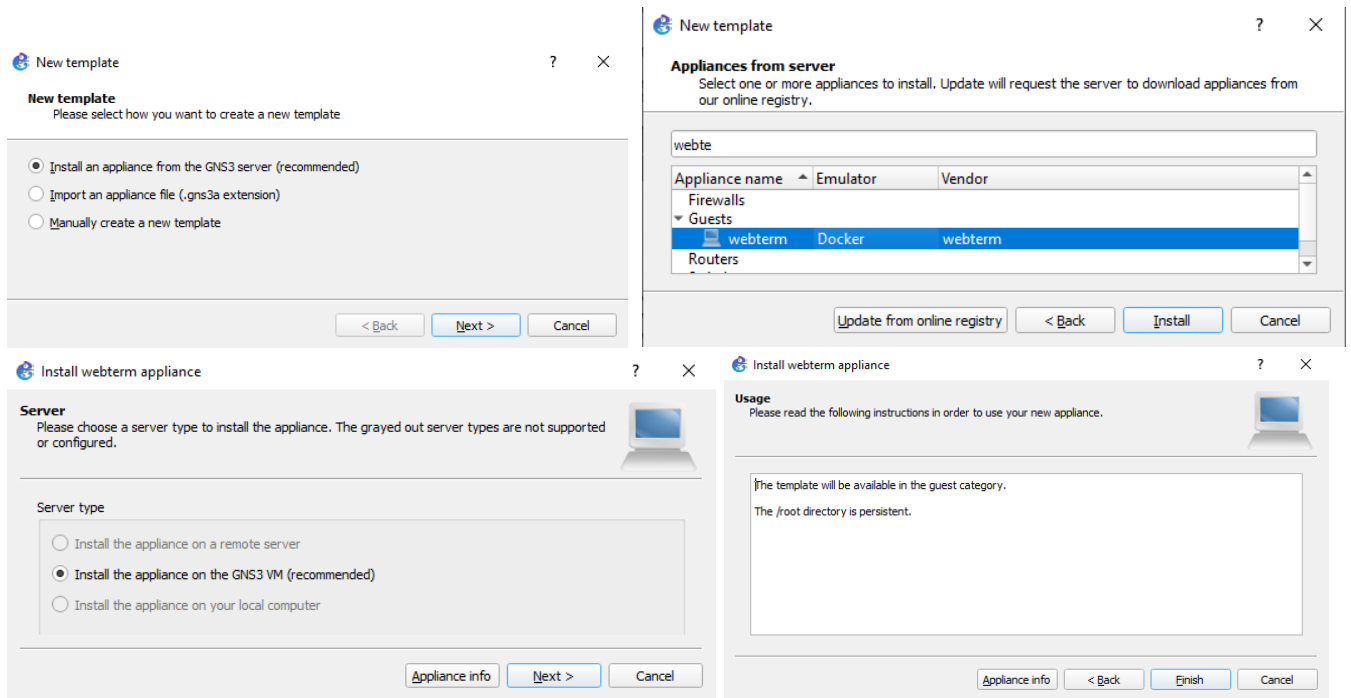 New template
?
New template
Please select how you want to create a new template
Install an appliance from the GNS3 server (recommended)
Import an appliance file (.gns3a extension)
Manually create a new template
< Back
Next >
Cancel
New template
?
Appliances from server
Select one or more appliances to install. Update will request the server to download appliances from
our online registry.
webte
Appliance name Emulator Vendor
Firewalls
Guests
webterm Docker webterm
Routers
Update from online registry
< Back
Install
Cancel
Install webterm appliance
?
Server
Please choose a server type to install the appliance. The grayed out server types are not supported
or configured.
Server type
Install the appliance on a remote server
Install the appliance on the GNS3 VM (recommended)
Install the appliance on your local computer
Appliance info
Next >
Cancel
Install webterm appliance
?
Usage
Please read the following instructions in order to use your new appliance.
The template will be available in the guest category.
The /root directory is persistent.
Appliance info
< Back
Finish
Cancel